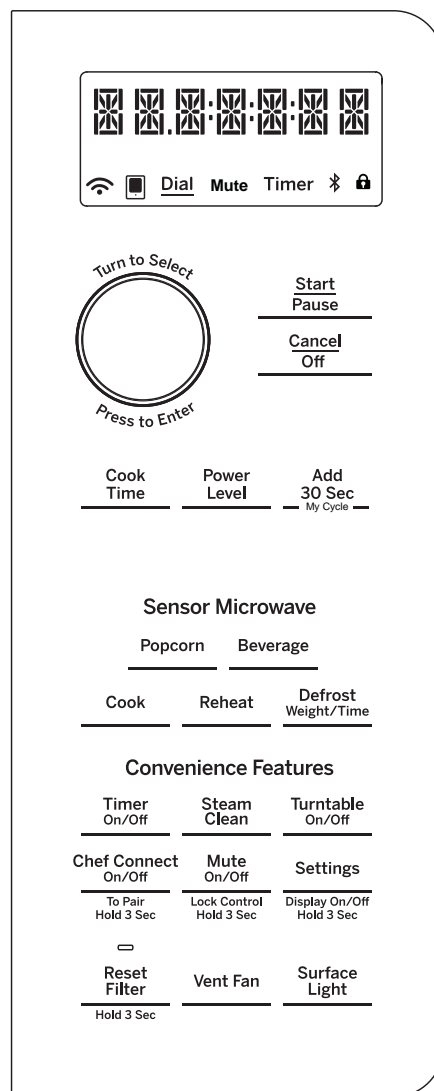 Dial Mute Timer
Turn to Select
Start
Pause
Cancel
Off
Press to Enter
Cook
Time
Power
Level
Add
30 Sec
My Cycle
Sensor Microwave
Popcorn
Beverage
Cook
Reheat
Defrost
Weight/Time
Convenience Features
Timer
On/Off
Steam
Clean
Turntable
On/Off
Chef Connect
On/Off
To Pair
Hold 3 Sec
Mute
On/Off
Lock Control
Hold 3 Sec
Settings
Display On/Off
Hold 3 Sec
Reset
Filter
Hold 3 Sec
Vent Fan
Surface
Light